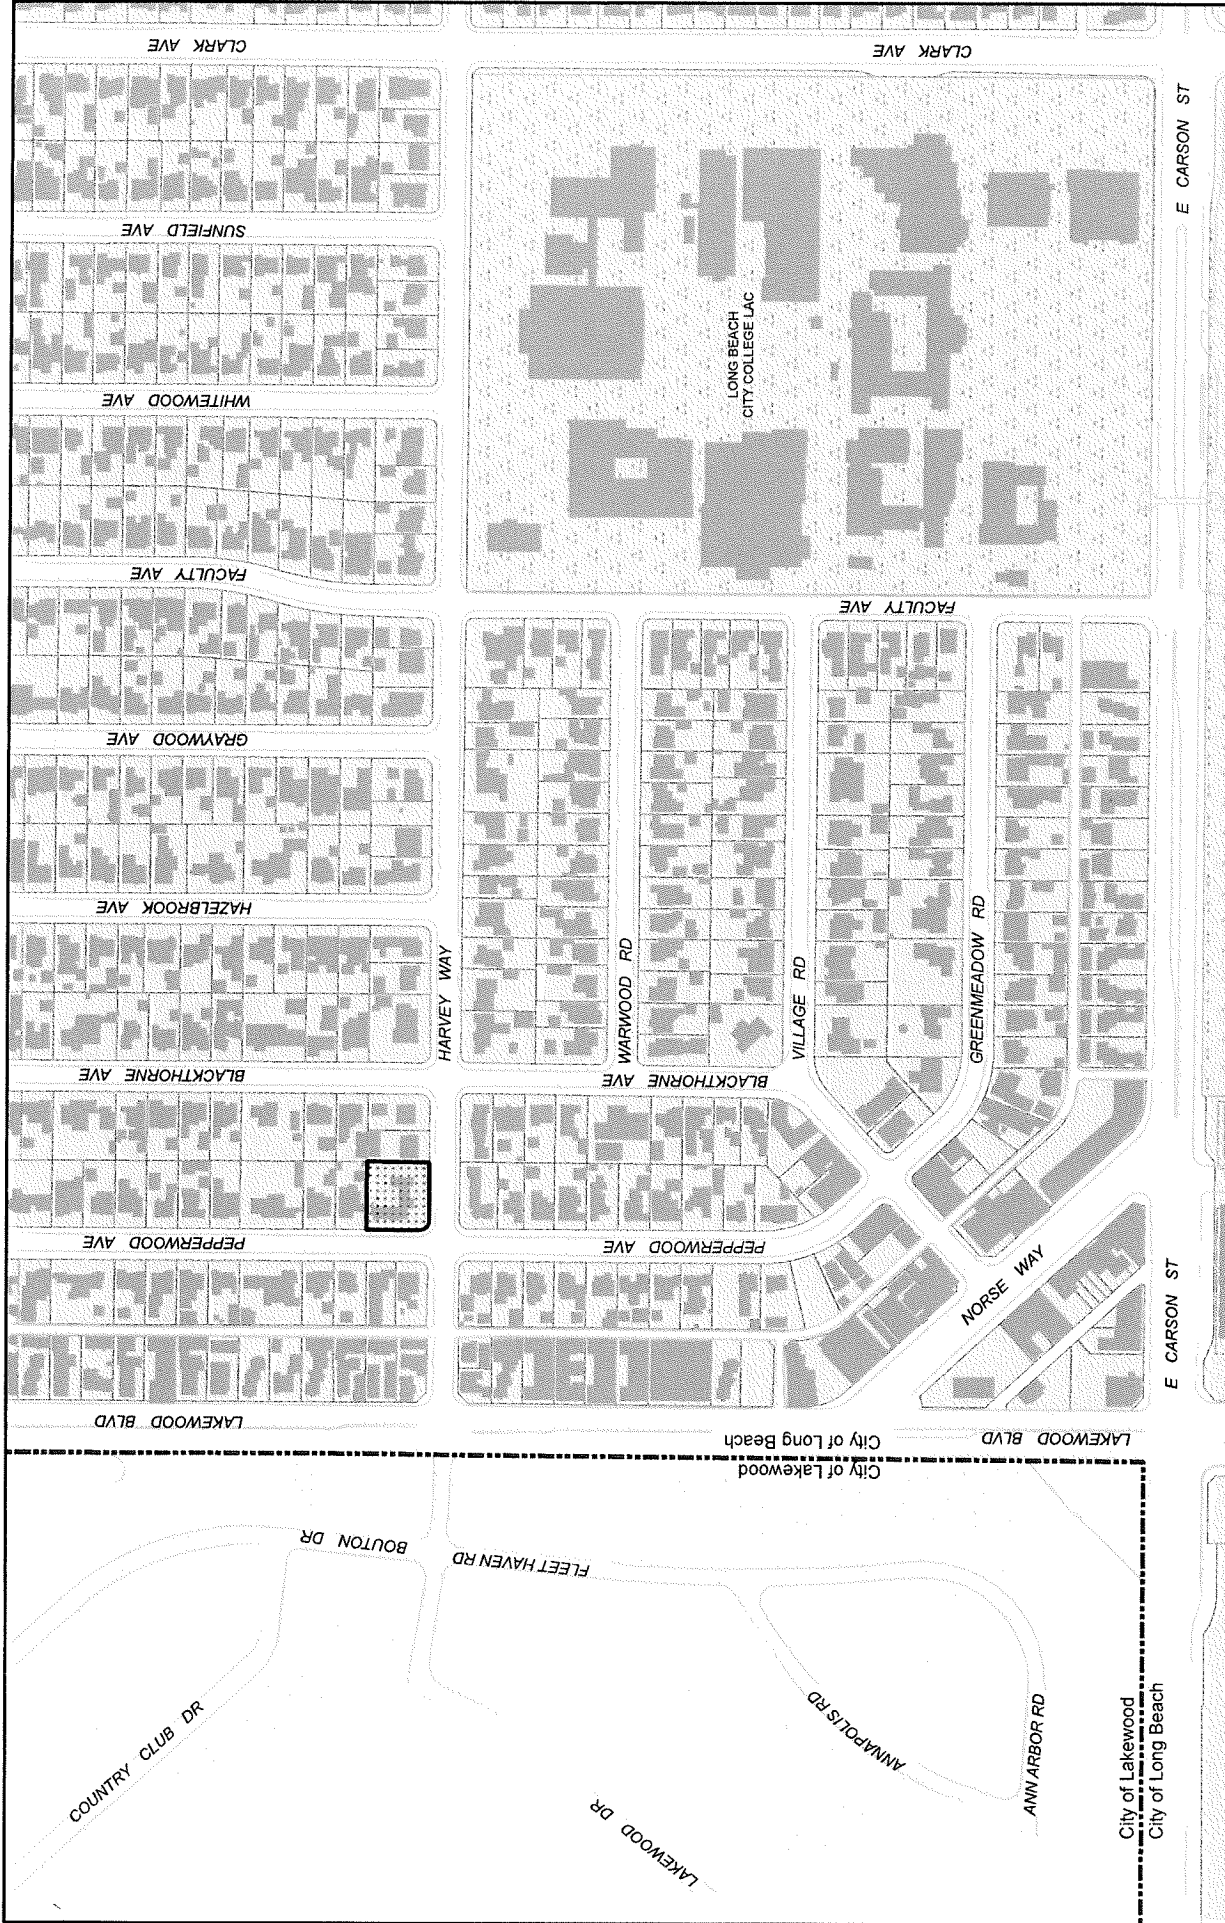 CLARK AVE
CLARK AVE
E CARSON ST
SUNFIELD AVE
LONG BEACH
CITY COLLEGE LAC
WHITEWOOD AVE
FACULTY AVE
FACULTY AVE
GRAYWOOD AVE
HAZELBROOK AVE
HARVEY WAY
WARWOOD RD
VILLAGE RD
GREENMEADOW RD
BLACKTHORNE AVE
BLACKTHORNE AVE
PEPPERWOOD AVE
PEPPERWOOD AVE
NORSE WAY
E CARSON ST
LAKEWOOD BLVD
LAKEWOOD BLVD
City of Long Beach
City of Lakewood
BOUTON DR
FLEET HAVEN RD
COUNTRY CLUB DR
ANNAPOLIS RD
ANN ARBOR RD
LAKEWOOD DR
City of Lakewood
City of Long Beach